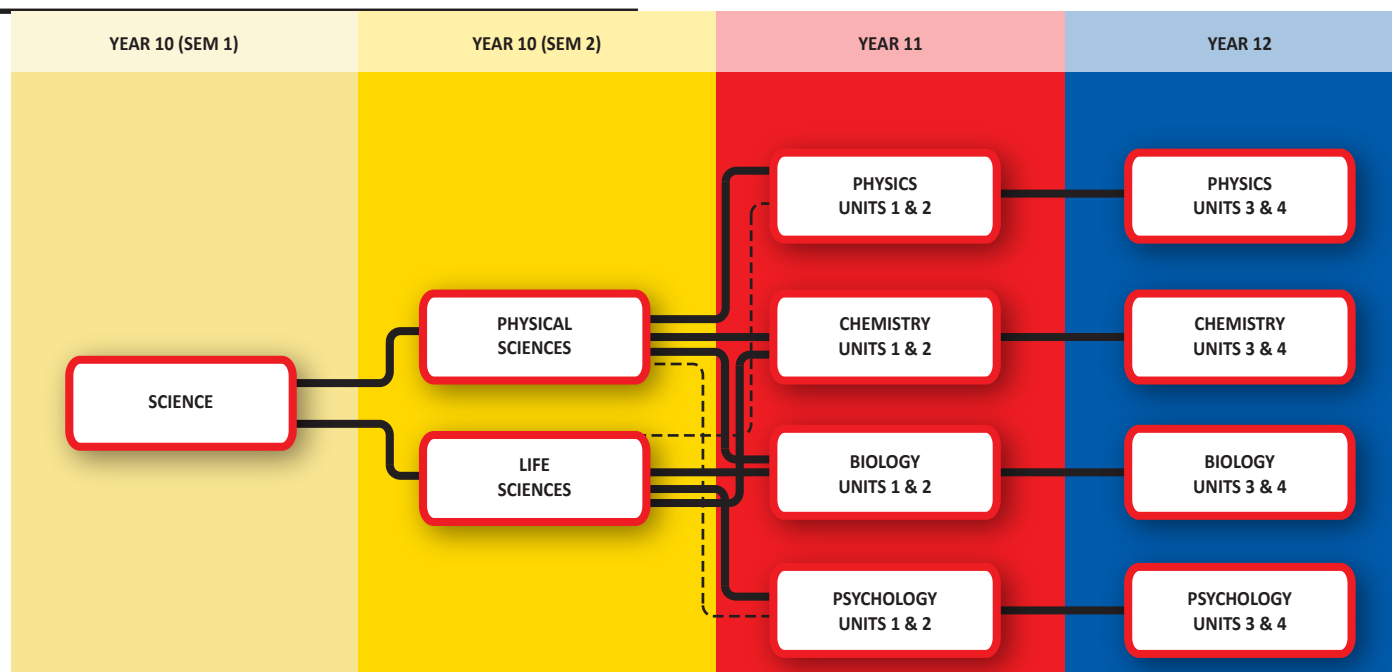 YEAR 10 (SEM 1)
YEAR 10 (SEM 2)
YEAR 11
YEAR 12
SCIENCE
PHYSICAL
SCIENCES
LIFE
SCIENCES
PHYSICS
UNITS 1 & 2
CHEMISTRY
UNITS 1 & 2
BIOLOGY
UNITS 1 & 2
PSYCHOLOGY
UNITS 1 & 2
PHYSICS
UNITS 3 & 4
CHEMISTRY
UNITS 3 & 4
BIOLOGY
UNITS 3 & 4
PSYCHOLOGY
UNITS 3 & 4